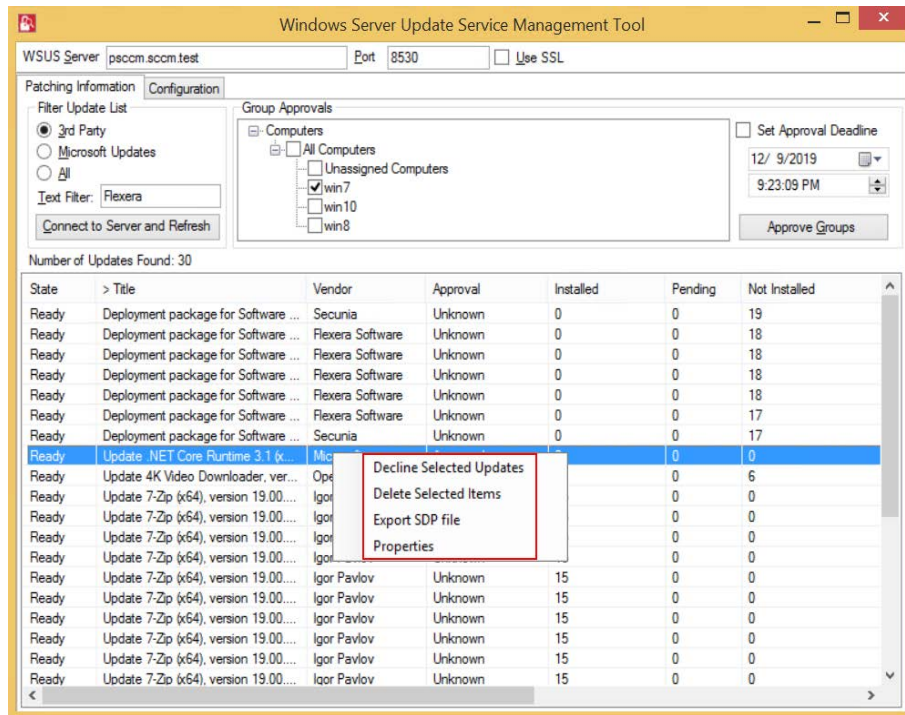 Windows Server Update Service Management Tool
WSUS Server psccm.sccm.test Port 8530 Use SSL
Patching Information Configuration
Filter Update List
3rd Party
Microsoft Updates
All
Text Filter: Flexera
Connect to Server and Refresh
Group Approvals
Computers
All Computers
Unassigned Computers
win7
win10
win8
Set Approval Deadline
12/ 9/2019
9:23:09 PM
Approve Groups
Number of Updates Found: 30
State > Title Vendor Approval Installed Pending Not Installed
Ready Deployment package for Software ... Secunia Unknown 0 0 19
Ready Deployment package for Software ... Flexera Software Unknown 0 0 18
Ready Deployment package for Software ... Flexera Software Unknown 0 0 18
Ready Deployment package for Software ... Flexera Software Unknown 0 0 18
Ready Deployment package for Software ... Flexera Software Unknown 0 0 18
Ready Deployment package for Software ... Flexera Software Unknown 0 0 17
Ready Deployment package for Software ... Secunia Unknown 0 0 17
Ready Update .NET Core Runtime 3.1 (x... 0 0
Ready Update 4K Video Downloader, ver... 0 6
Ready Update 7-Zip (x64), version 19.00.... Igor 0 0
Ready Update 7-Zip (x64), version 19.00.... Igor 0 0
Ready Update 7-Zip (x64), version 19.00.... Igor 0 0
Ready Update 7-Zip (x64), version 19.00.... Igor 0 0
Decline Selected Updates
Delete Selected Items
Export SDP file
Properties
Ready Update 7-Zip (x64), version 19.00.... Igor Pavlov Unknown 15 0 0
Ready Update 7-Zip (x64), version 19.00.... Igor Pavlov Unknown 15 0 0
Ready Update 7-Zip (x64), version 19.00.... Igor Pavlov Unknown 15 0 0
Ready Update 7-Zip (x64), version 19.00.... Igor Pavlov Unknown 15 0 0
Ready Update 7-Zip (x64), version 19.00.... Igor Pavlov Unknown 15 0 0
Ready Update 7-Zip (x64), version 19.00.... Igor Pavlov Unknown 15 0 0